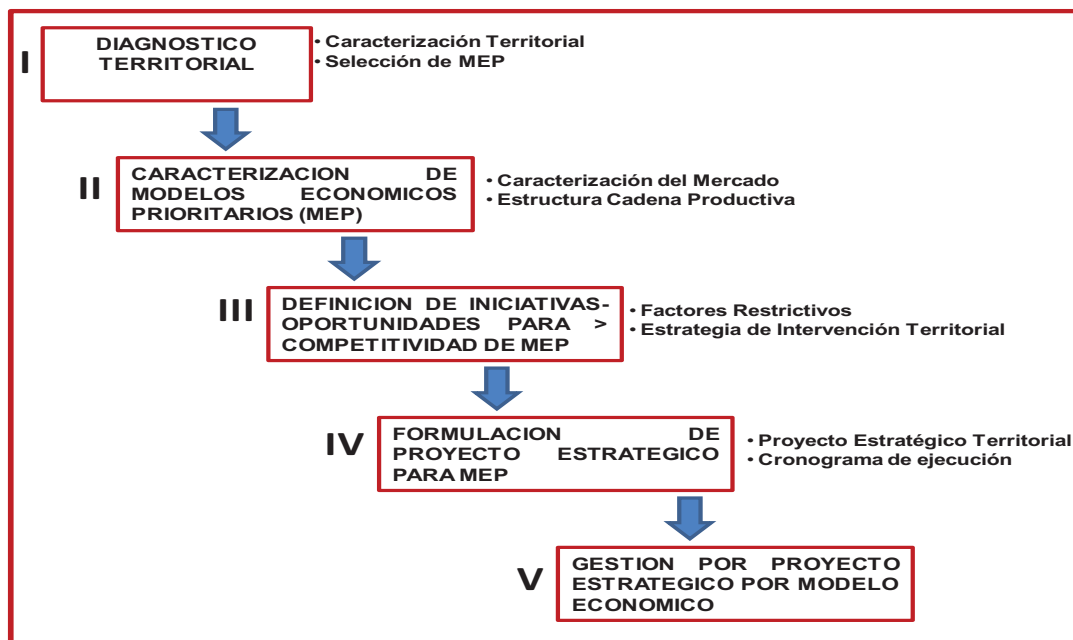 I
DIAGNOSTICO
TERRITORIAL
• Caracterización Territorial
• Selección de MEP
II
CARACTERIZACION DE
MODELOS ECONOMICOS
PRIORITARIOS (MEP)
• Caracterización del Mercado
• Estructura Cadena Productiva
III
DEFINICION DE INICIATIVAS-
OPORTUNIDADES PARA >
COMPETITIVIDAD DE MEP
• Factores Restrictivos
• Estrategia de Intervención Territorial
IV
FORMULACION DE
PROYECTO ESTRATEGICO
PARA MEP
• Proyecto Estratégico Territorial
• Cronograma de ejecución
V
GESTION POR PROYECTO
ESTRATEGICO POR MODELO
ECONOMICO